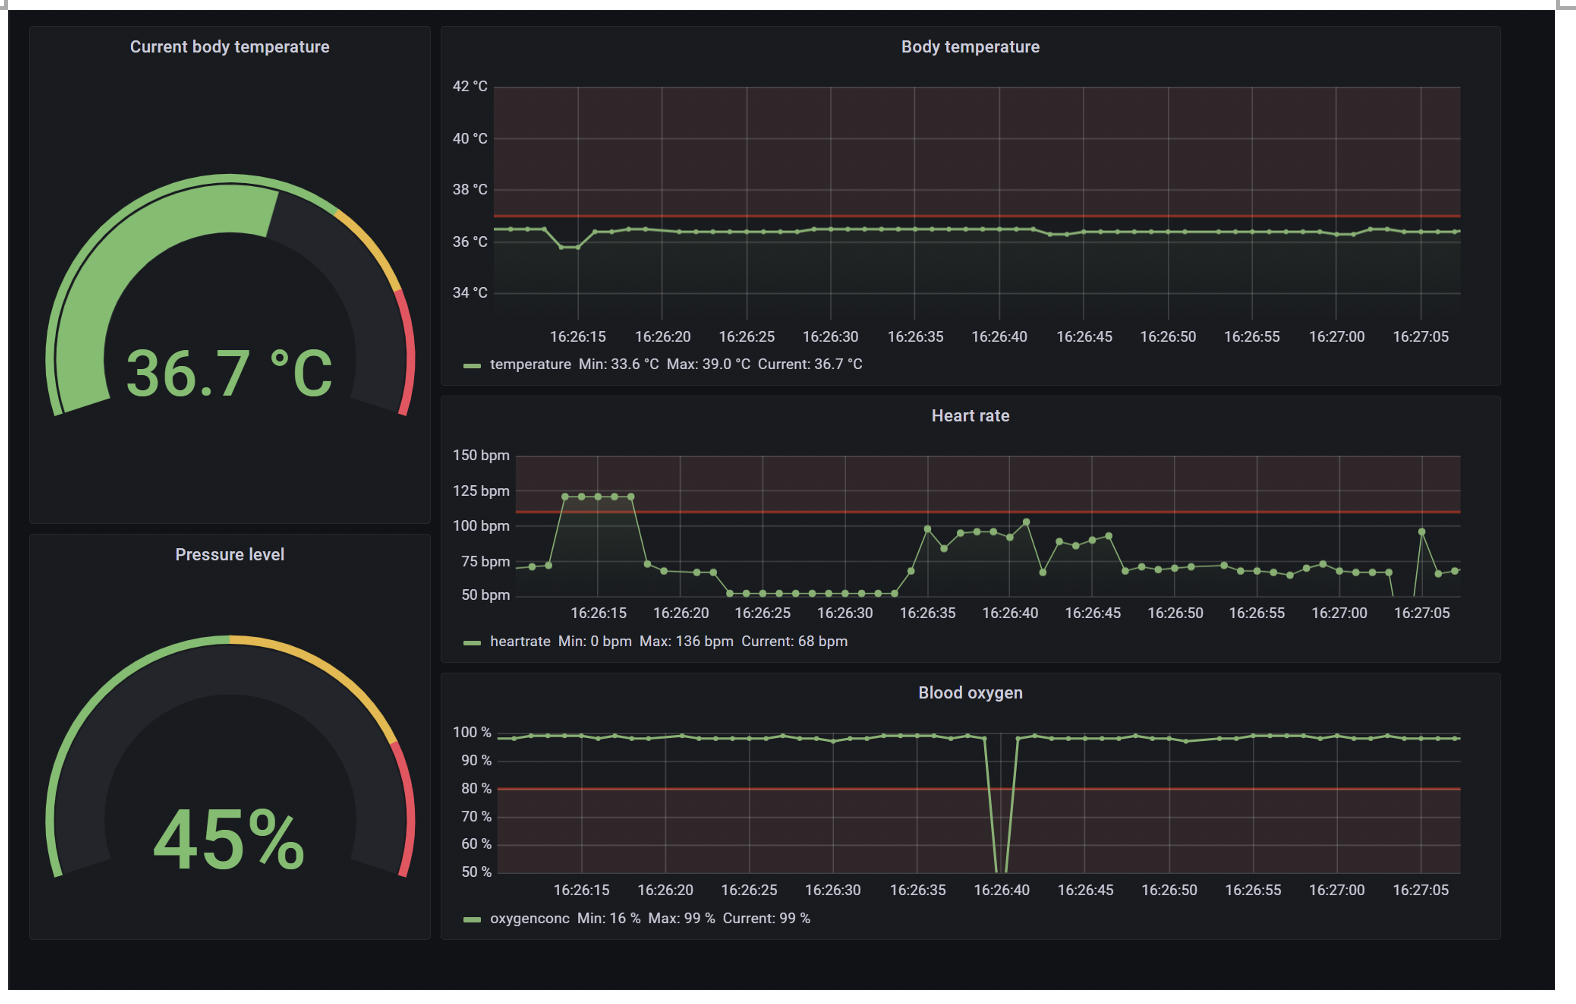 Current body temperature
36.7 °C
Pressure level
45%
Body temperature
42 °C
40 °C
38 °C
36 °C
34 °C
16:26:15 16:26:20 16:26:25 16:26:30 16:26:35 16:26:40 16:26:45 16:26:50 16:26:55 16:27:00 16:27:05
temperature Min: 33.6 °C Max: 39.0 °C Current: 36.7 °C
Heart rate
150 bpm
125 bpm
100 bpm
75 bpm
50 bpm
16:26:15 16:26:20 16:26:25 16:26:30 16:26:35 16:26:40 16:26:45 16:26:50 16:26:55 16:27:00 16:27:05
heartrate Min: 0 bpm Max: 136 bpm Current: 68 bpm
Blood oxygen
100 %
90 %
80 %
70 %
60 %
50 %
16:26:15 16:26:20 16:26:25 16:26:30 16:26:35 16:26:40 16:26:45 16:26:50 16:26:55 16:27:00 16:27:05
oxygenconc Min: 16 % Max: 99 % Current: 99 %